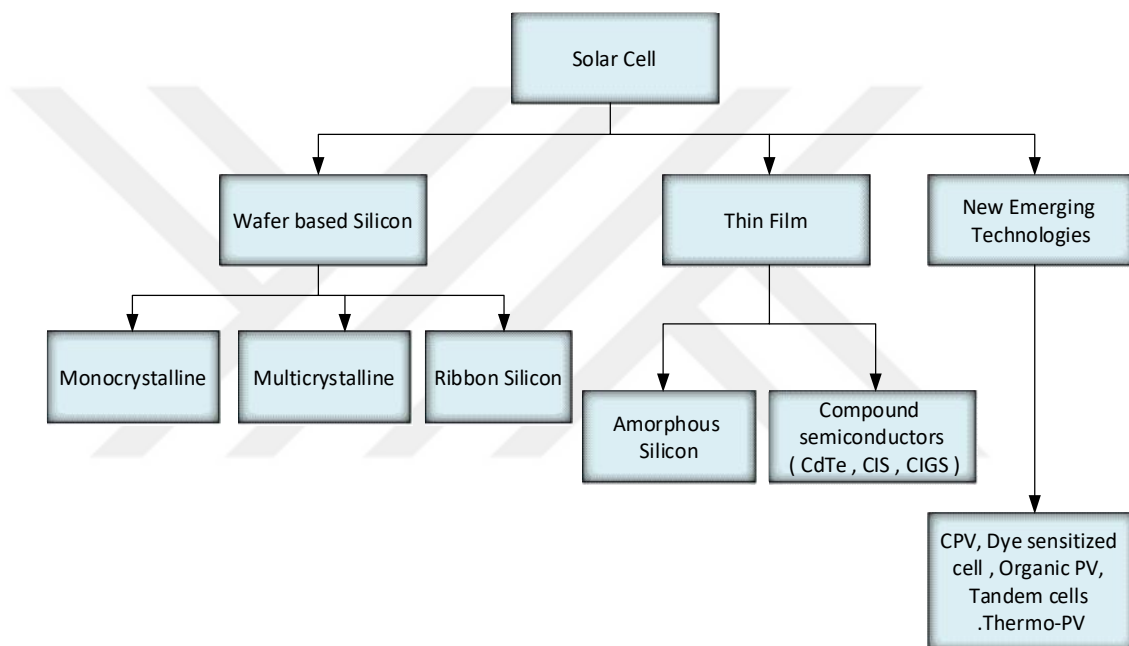 Solar Cell
Wafer based Silicon
Thin Film
New Emerging
Technologies
Monocrystalline
Multicrystalline
Ribbon Silicon
Amorphous
Silicon
Compound
semiconductors
( CdTe , CIS , CIGS )
CPV, Dye sensitized
cell , Organic PV,
Tandem cells
.Thermo-PV